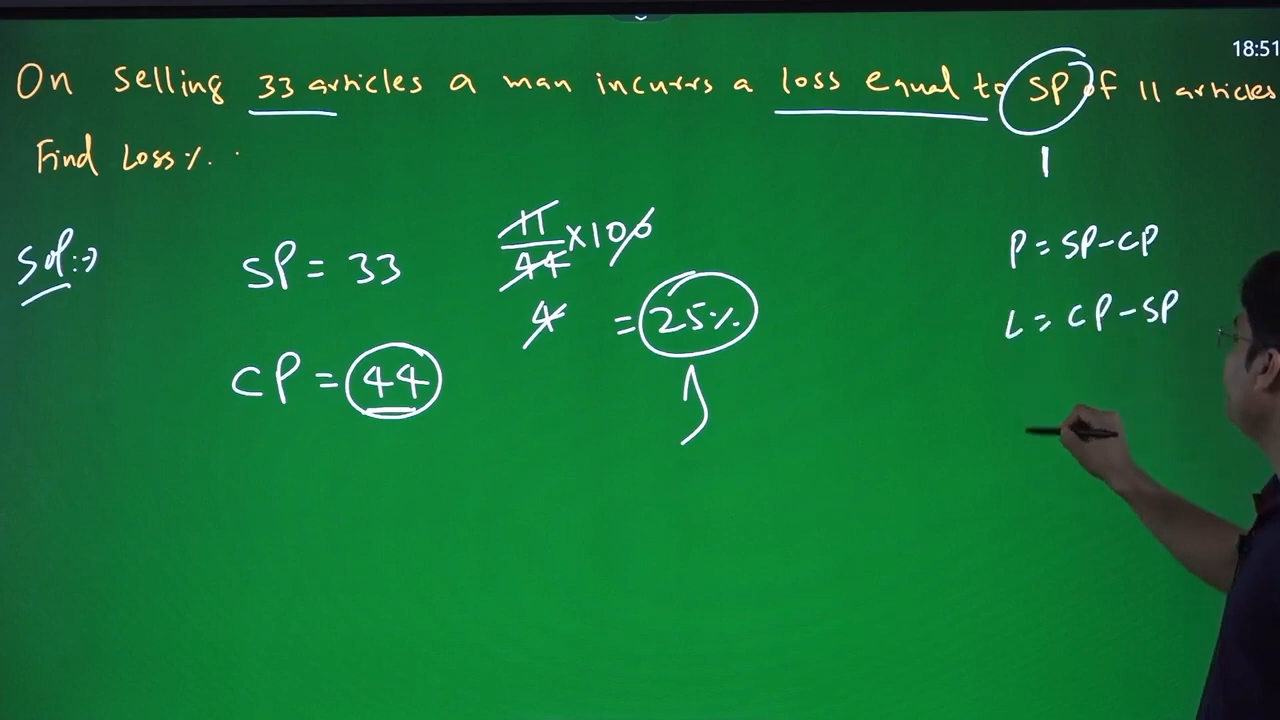 18:51
On Selling 33 articles a man incurrs a loss equal to SP of 11 articles
Find Loss %.
Sol:→
SP = 33
11/44 × 100
4
= 25%
CP = 44
1
P = SP-CP
L = CP-SP